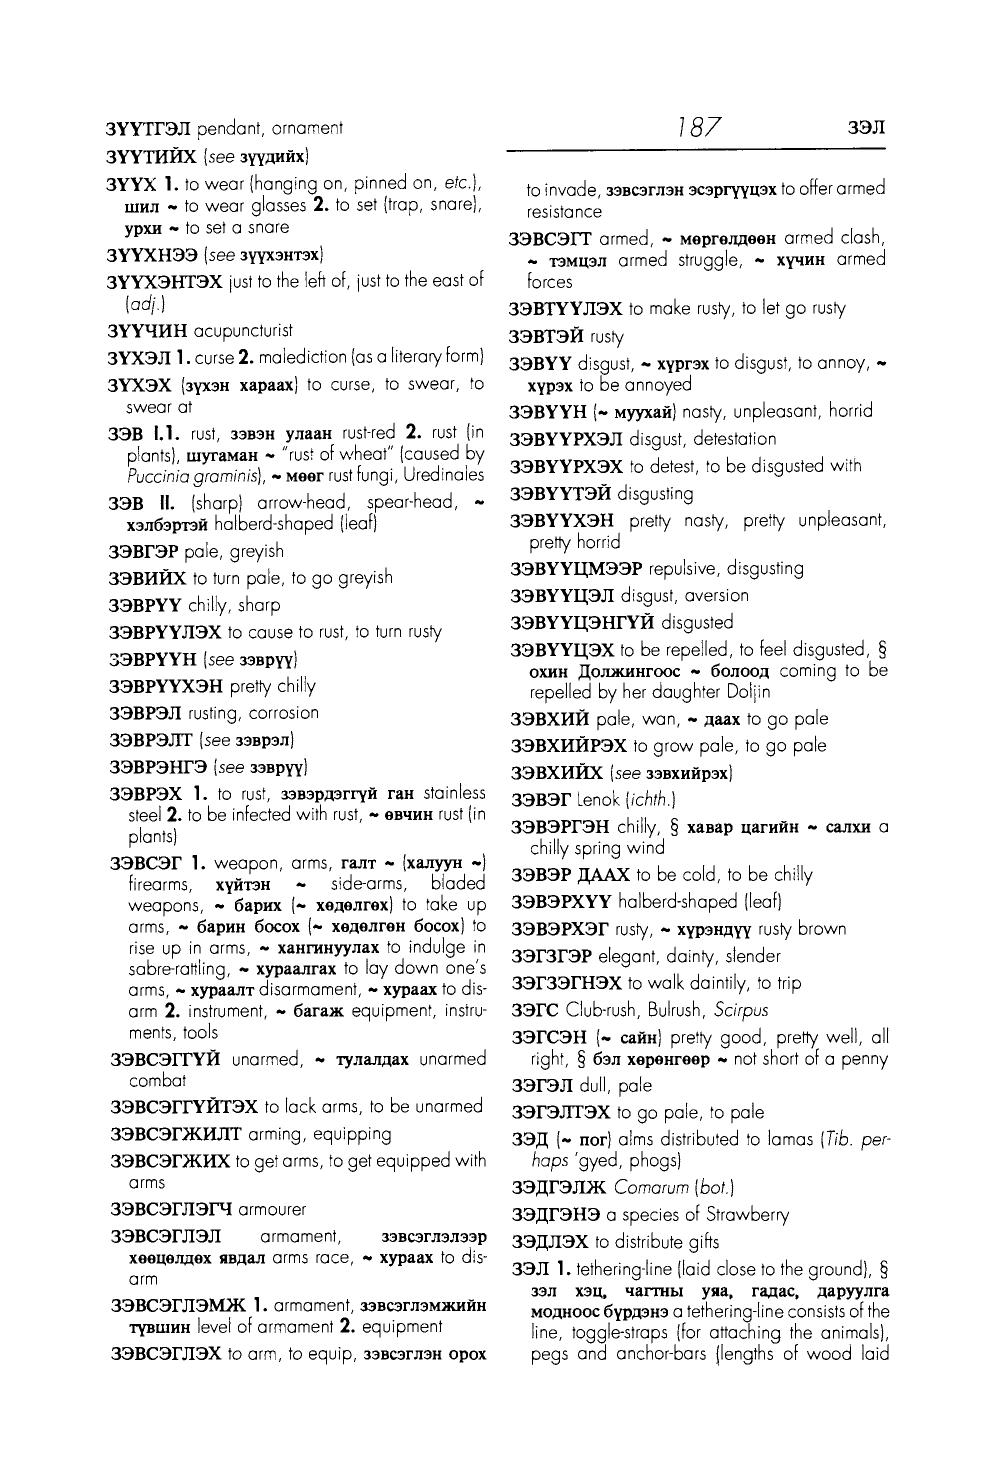 ЗҮҮТГЭЛ pendant, ornament
ЗҮҮТИЙХ (see зүүдийх)
ЗҮҮХ 1. to wear (hanging on, pinned on, etc.),
шил ~ to wear glasses 2. to set (trap, snare),
урхи ~ to set a snare
ЗҮҮХНЭЭ (see зүүхэнтэх)
ЗҮҮХЭНТЭХ just to the left of, just to the east of
(adj.)
ЗҮҮЧИН acupuncturist
ЗҮХЭЛ 1. curse 2. malediction (as a literary form)
ЗҮХЭХ (зүхэн хараах) to curse, to swear, to
swear at
ЗЭВ I.1. rust, зэвэн улаан rust-red 2. rust (in
plants), шугаман ~ "rust of wheat" (caused by
Puccinia graminis), ~ мөөг rust fungi, Uredinales
ЗЭВ II. (sharp) arrow-head, spear-head, ~
хэлбэртэй halberd-shaped (leaf)
ЗЭВГЭР pale, greyish
ЗЭВИЙХ to turn pale, to go greyish
ЗЭВРҮҮ chilly, sharp
ЗЭВРҮҮЛЭХ to cause to rust, to turn rusty
ЗЭВРҮҮН (see зэврүү)
ЗЭВРҮҮХЭН pretty chilly
ЗЭВРЭЛ rusting, corrosion
ЗЭВРЭЛТ (see зэврэл)
ЗЭВРЭНГЭ (see зэврүү)
ЗЭВРЭХ 1. to rust, зэвэрдэггүй ган stainless
steel 2. to be infected with rust, ~ өвчин rust (in
plants)
ЗЭВСЭГ 1. weapon, arms, галт ~ (халуун ~)
firearms, хүйтэн ~ side-arms, bladed
weapons, ~ барих (~ хөдөлгөх) to take up
arms, ~ барин босох (~ хөдөлгөн босох) to
rise up in arms, ~ хангинуулах to indulge in
sabre-rattling, ~ хураалгах to lay down one's
arms, ~ хураалт disarmament, ~ хураах to dis-
arm 2. instrument, ~ багаж equipment, instru-
ments, tools
ЗЭВСЭГГҮЙ unarmed, ~ тулалдах unarmed
combat
ЗЭВСЭГГҮЙТЭХ to lack arms, to be unarmed
ЗЭВСЭГЖИЛТ arming, equipping
ЗЭВСЭГЖИХ to get arms, to get equipped with
arms
ЗЭВСЭГЛЭГЧ armourer
ЗЭВСЭГЛЭЛ armament, зэвсэглэлээр
хөөцөлдөх явдал arms race, ~ хураах to dis-
arm
ЗЭВСЭГЛЭМЖ 1. armament, зэвсэглэмжийн
түвшин level of armament 2. equipment
ЗЭВСЭГЛЭХ to arm, to equip, зэвсэглэн орох
187 ЗЭЛ
to invade, зэвсэглэн эсэргүүцэх to offer armed
resistance
ЗЭВСЭГТ armed, ~ мөргөлдөөн armed clash,
~ тэмцэл armed struggle, ~ хүчин armed
forces
ЗЭВТҮҮЛЭХ to make rusty, to let go rusty
ЗЭВТЭЙ rusty
ЗЭВҮҮ disgust, ~ хүргэх to disgust, to annoy, ~
хүрэх to be annoyed
ЗЭВҮҮН (~ муухай) nasty, unpleasant, horrid
ЗЭВҮҮРХЭЛ disgust, detestation
ЗЭВҮҮРХЭХ to detest, to be disgusted with
ЗЭВҮҮТЭЙ disgusting
ЗЭВҮҮХЭН pretty nasty, pretty unpleasant,
pretty horrid
ЗЭВҮҮЦМЭЭР repulsive, disgusting
ЗЭВҮҮЦЭЛ disgust, aversion
ЗЭВҮҮЦЭНГҮЙ disgusted
ЗЭВҮҮЦЭХ to be repelled, to feel disgusted, §
охин Должингоос ~ болоод coming to be
repelled by her daughter Doljin
ЗЭВХИЙ pale, wan, ~ даах to go pale
ЗЭВХИЙРЭХ to grow pale, to go pale
ЗЭВХИЙХ (see зэвхийрэх)
ЗЭВЭГ Lenok (ichth.)
ЗЭВЭРГЭН chilly, § хавар цагийн ~ салхи a
chilly spring wind
ЗЭВЭР ДААХ to be cold, to be chilly
ЗЭВЭРХҮҮ halberd-shaped (leaf)
ЗЭВЭРХЭГ rusty, ~ хүрэндүү rusty brown
ЗЭГЗГЭР elegant, dainty, slender
ЗЭГЗЭГНЭХ to walk daintily, to trip
ЗЭГС Club-rush, Bulrush, Scirpus
ЗЭГСЭН (~ сайн) pretty good, pretty well, all
right, § бэл хөрөнгөөр ~ not short of a penny
ЗЭГЭЛ dull, pale
ЗЭГЭЛТЭХ to go pale, to pale
ЗЭД (~ пог) alms distributed to lamas (Tib. per-
haps 'gyed, phogs)
ЗЭДГЭЛЖ Comarum (bot.)
ЗЭДГЭНЭ a species of Strawberry
ЗЭДЛЭХ to distribute gifts
ЗЭЛ 1. tethering-line (laid close to the ground), §
зэл хэц, чагтны уяа, гадас, даруулга
модноос бүрдэнэ a tethering-line consists of the
line, toggle-straps (for attaching the animals),
pegs and anchor-bars (lengths of wood laid